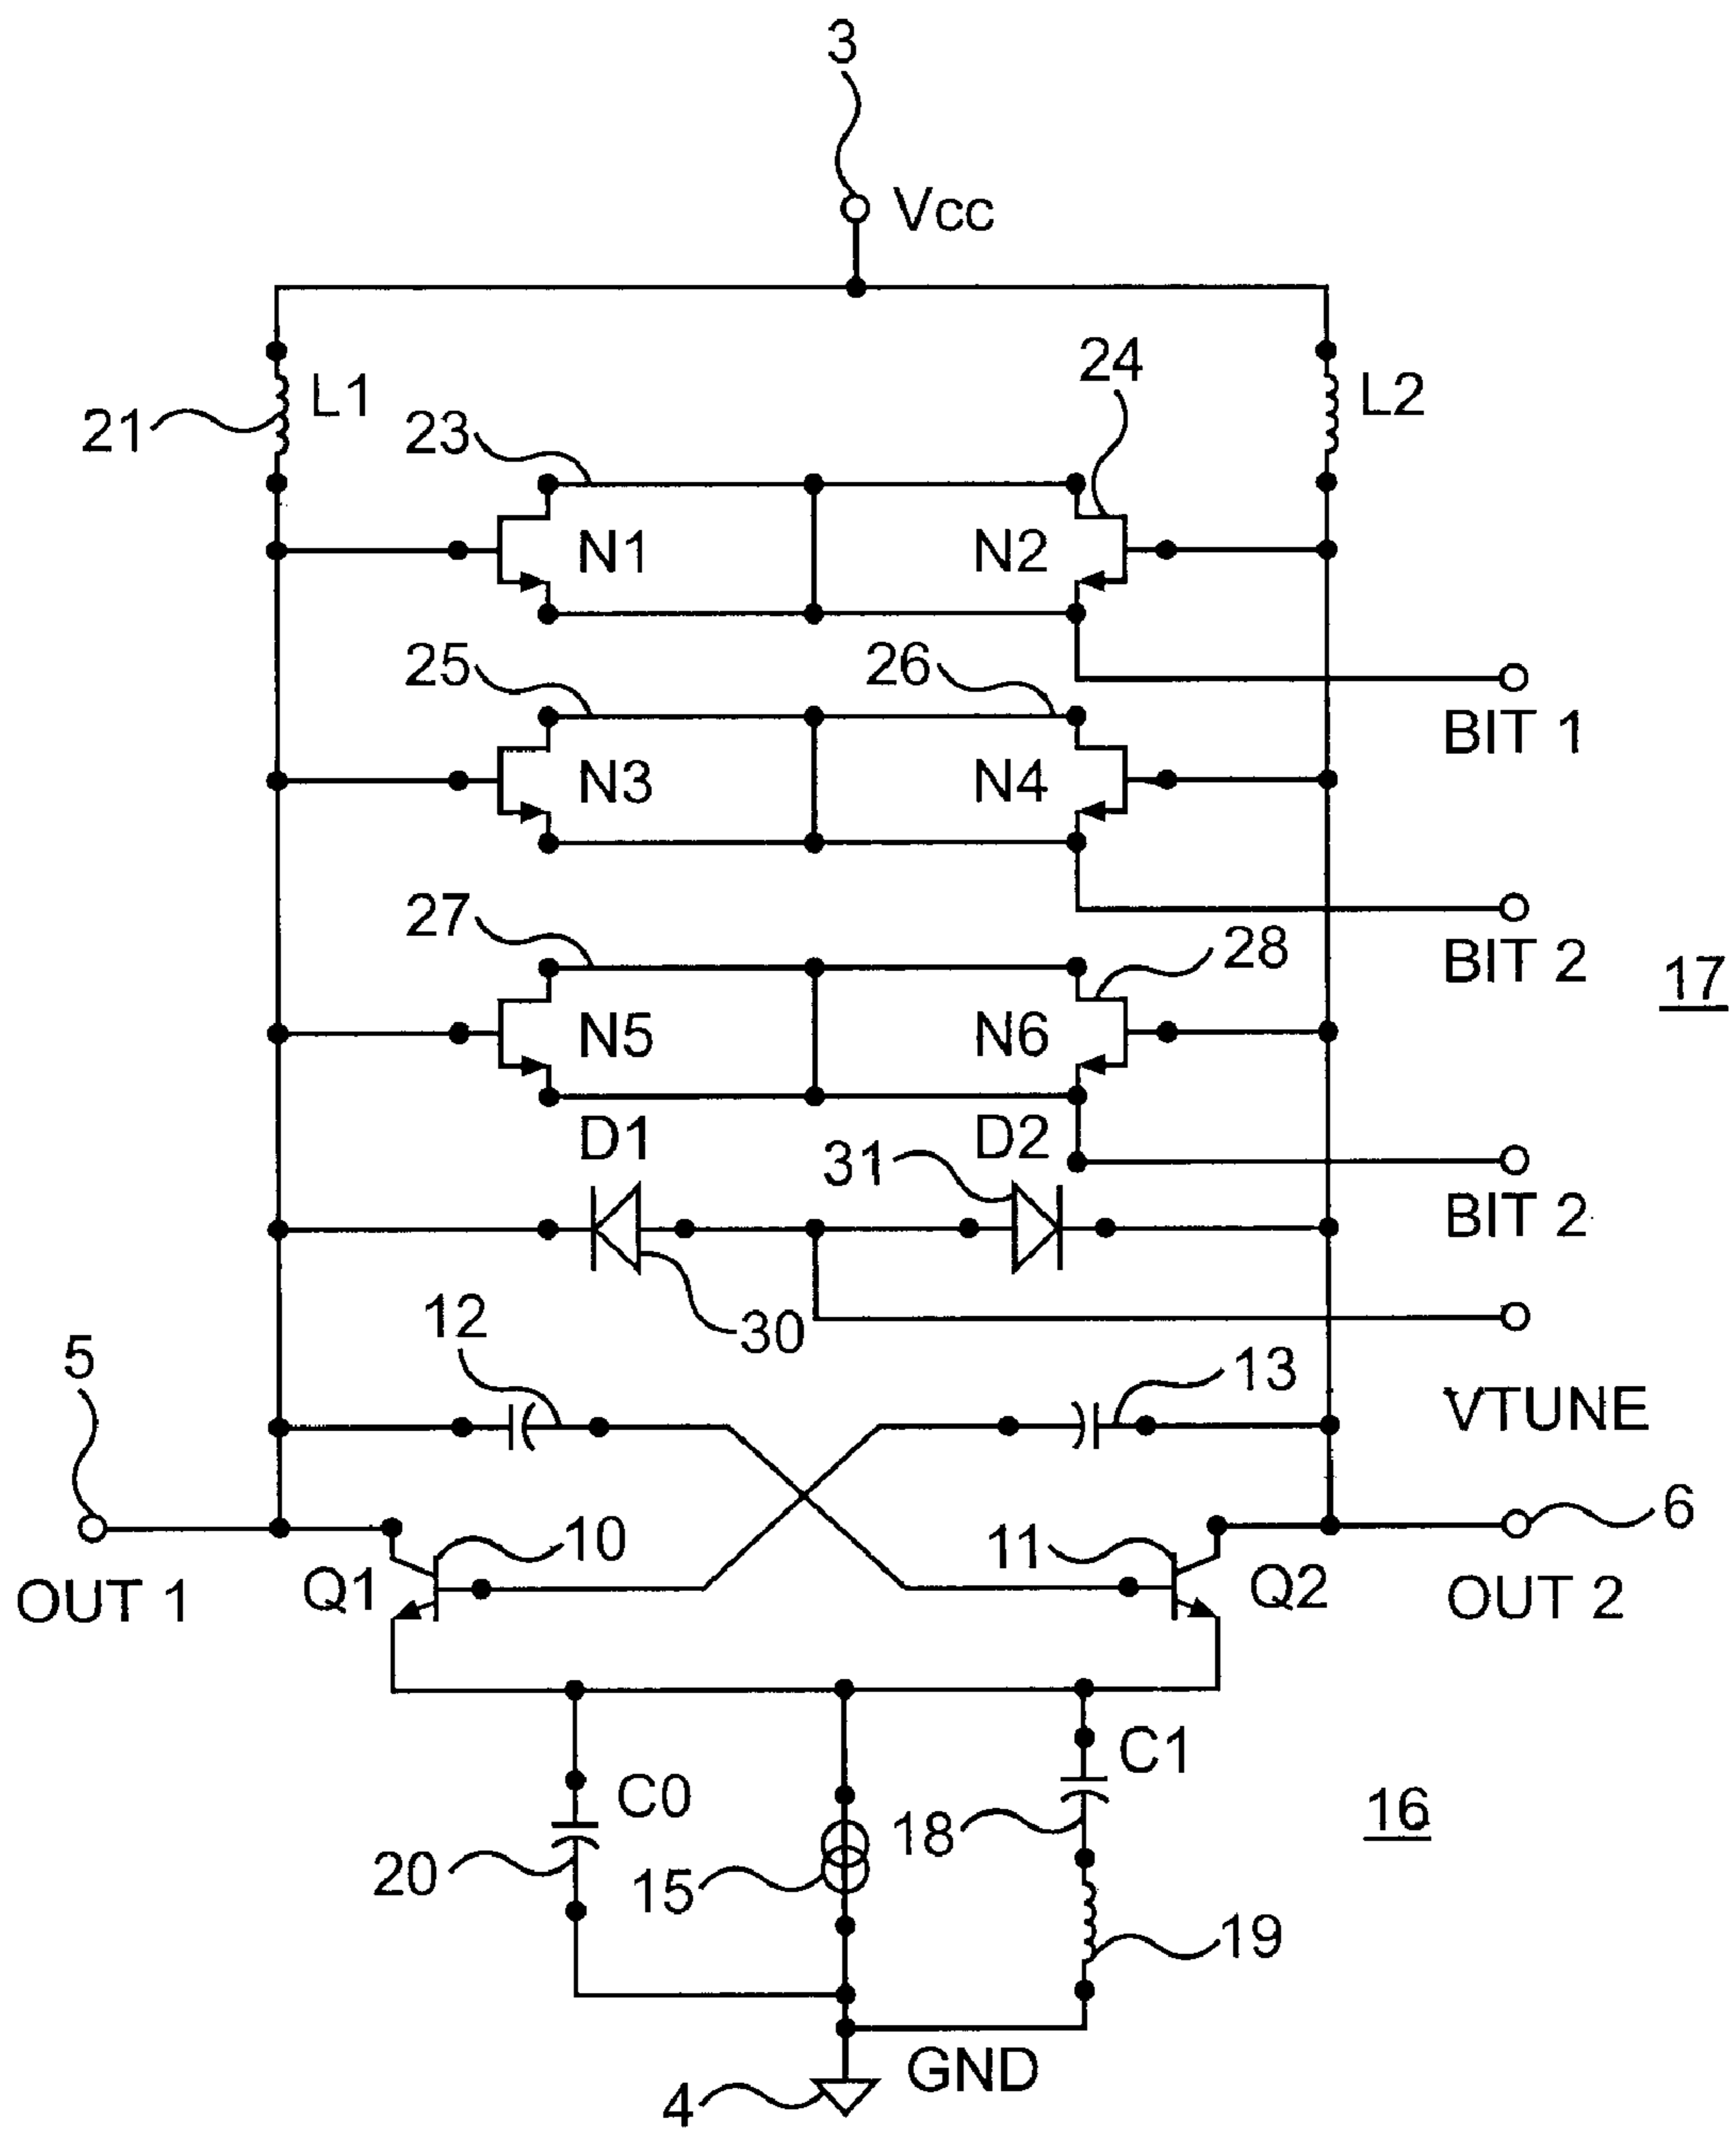 3
Vcc
L1
21
23
24
L2
N1
N2
25
26
BIT 1
N3
N4
27
28
BIT 2
17
N5
N6
D1
D2
31
BIT 2
12
30
13
5
VTUNE
10
11
6
Q1
Q2
OUT 1
OUT 2
C0
C1
18
16
20
15
19
GND
4